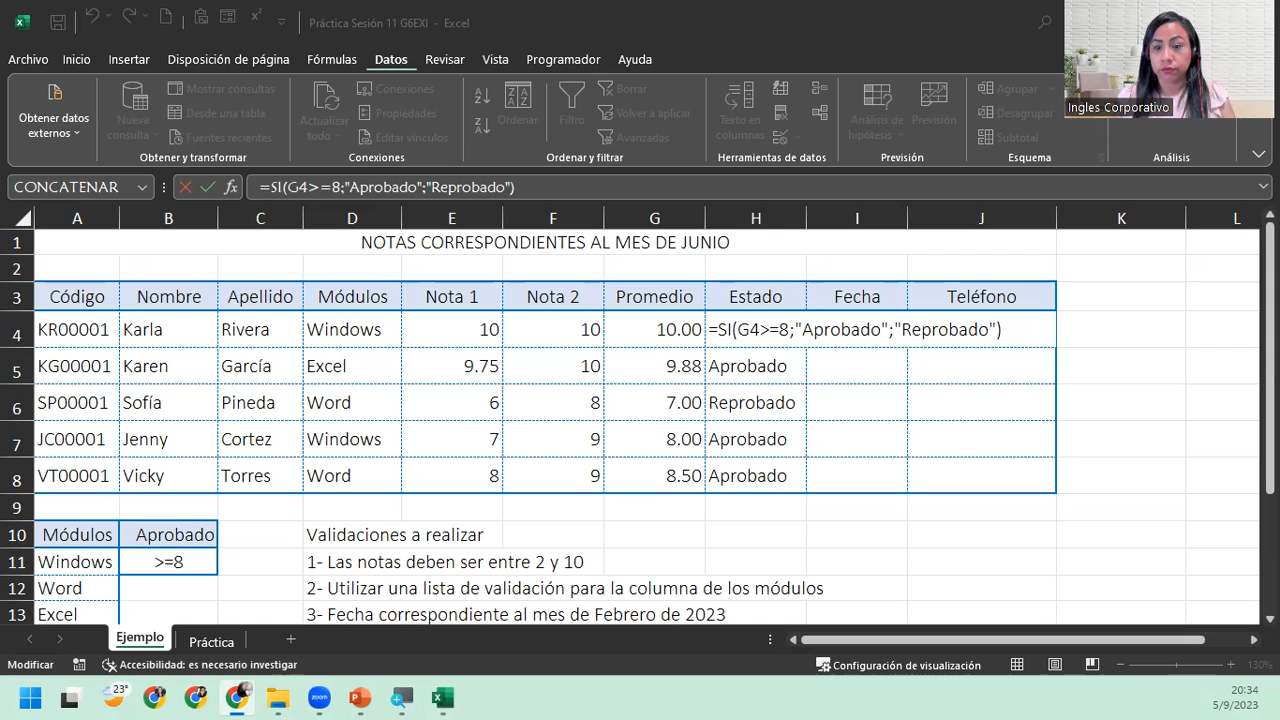 Práctica Sesión 11 G6EXI - Excel
Archivo Inicio Insertar Disposición de página Fórmulas Datos Revisar Vista Programador Ayuda
Obtener datos externos
Nueva consulta
Mostrar consultas
Desde una tabla
Fuentes recientes
Obtener y transformar
Actualizar todo
Conexiones
Propiedades
Editar vínculos
Conexiones
Ordenar
Filtro
Borrar
Volver a aplicar
Avanzadas
Ordenar y filtrar
Texto en columnas
Herramientas de datos
Análisis de hipótesis
Previsión
Previsión
Agrupar
Desagrupar
Subtotal
Esquema
Análisis
Ingles Corporativo
CONCATENAR fx =SI(G4>=8;"Aprobado";"Reprobado")
A B C D E F G H I J K L
1 NOTAS CORRESPONDIENTES AL MES DE JUNIO
2
3 Código Nombre Apellido Módulos Nota 1 Nota 2 Promedio Estado Fecha Teléfono
4 KR00001 Karla Rivera Windows 10 10 10.00 =SI(G4>=8;"Aprobado";"Reprobado")
5 KG00001 Karen García Excel 9.75 10 9.88 Aprobado
6 SP00001 Sofía Pineda Word 6 8 7.00 Reprobado
7 JC00001 Jenny Cortez Windows 7 9 8.00 Aprobado
8 VT00001 Vicky Torres Word 8 9 8.50 Aprobado
9
10 Módulos Aprobado Validaciones a realizar
11 Windows >=8 1- Las notas deben ser entre 2 y 10
12 Word 2- Utilizar una lista de validación para la columna de los módulos
13 Excel 3- Fecha correspondiente al mes de Febrero de 2023
Ejemplo Práctica
Modificar Accesibilidad: es necesario investigar Configuración de visualización 130%
23°
20:34
5/9/2023